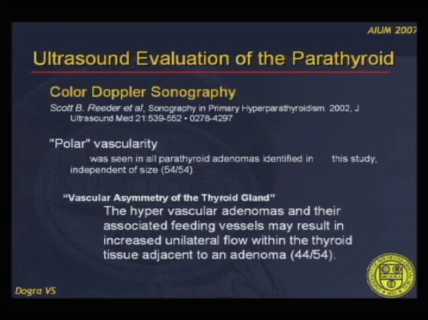 AIUM 2007
Ultrasound Evaluation of the Parathyroid
Color Doppler Sonography
Scott B. Reeder et al, Sonography in Primary Hyperparathyroidism. 2002, J
Ultrasound Med 21:539-552 • 0278-4297
"Polar" vascularity
was seen in all parathyroid adenomas identified in this study,
independent of size (54/54)
"Vascular Asymmetry of the Thyroid Gland"
The hyper vascular adenomas and their
associated feeding vessels may result in
increased unilateral flow within the thyroid
tissue adjacent to an adenoma (44/54).
Dogra VS